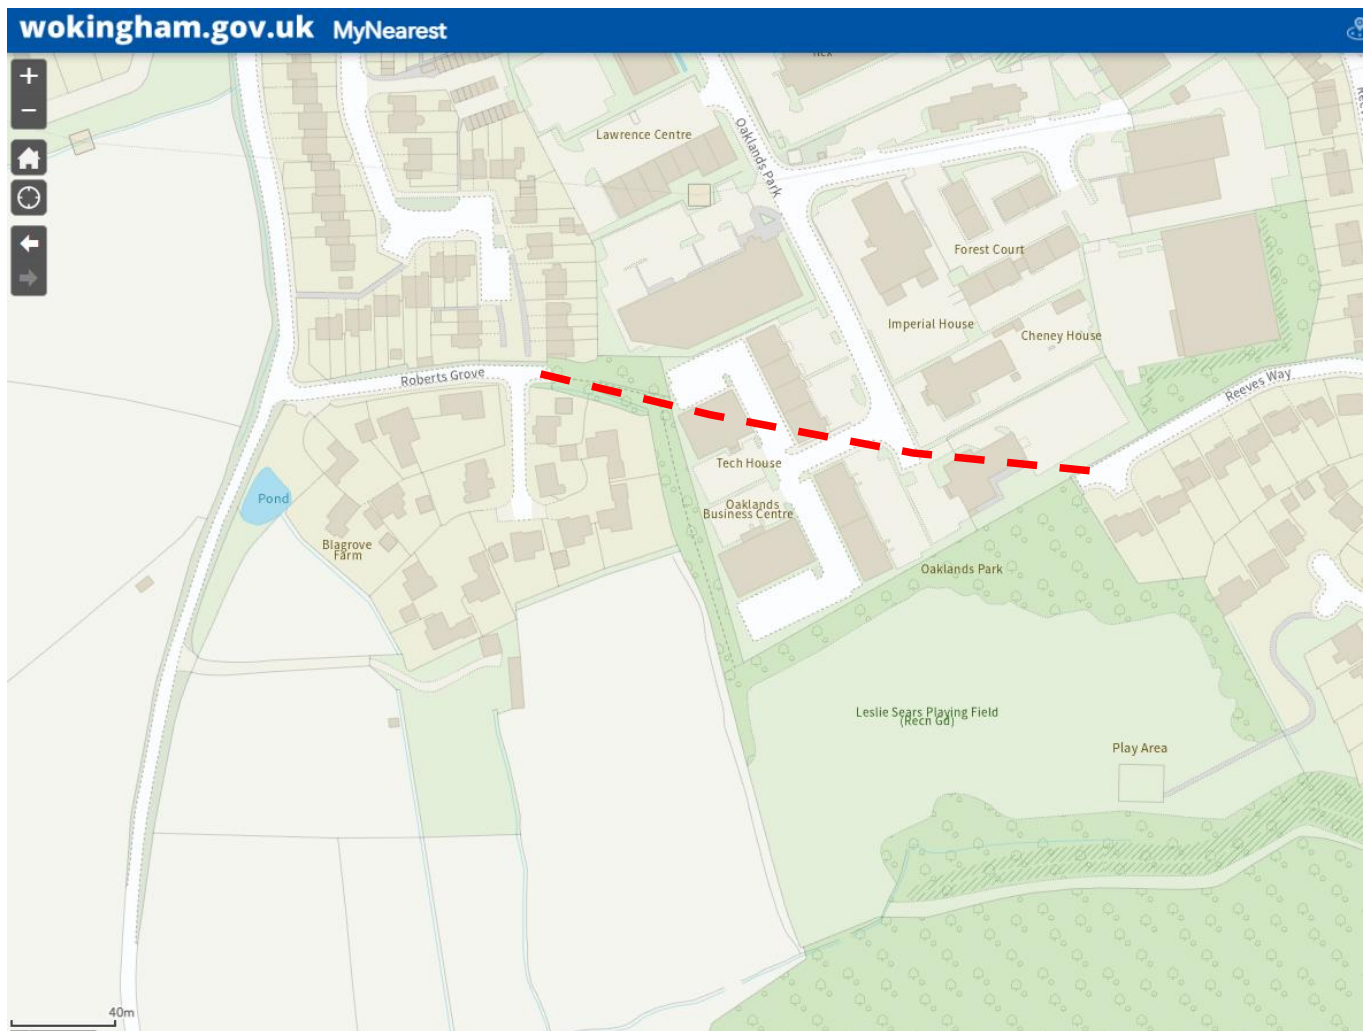 wokingham.gov.uk MyNearest
+
−
Lawrence Centre
Oaklands Park
Forest Court
Imperial House
Cheney House
Roberts Grove
Reeves Way
Tech House
Pond
Oaklands
Business Centre
Blagrove
Farm
Oaklands Park
Leslie Sears Playing Field
(Recn Gd)
Play Area
40m